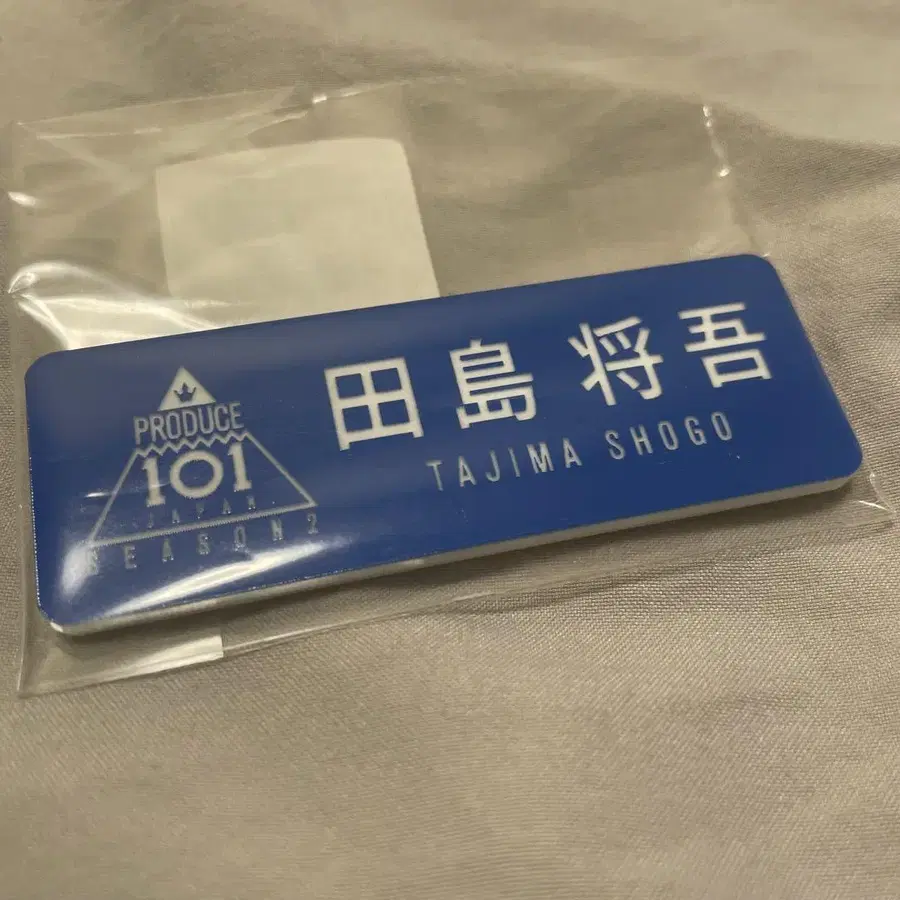 PRODUCE
101
JAPAN
SEASON2
田島 将吾
TAJIMA SHOGO